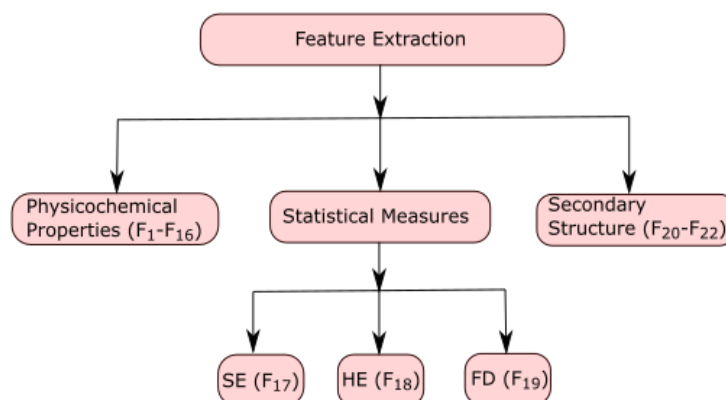 Feature Extraction
Physicochemical
Properties (F₁-F₁₆)
Statistical Measures
Secondary
Structure (F₂₀-F₂₂)
SE (F₁₇)
HE (F₁₈)
FD (F₁₉)